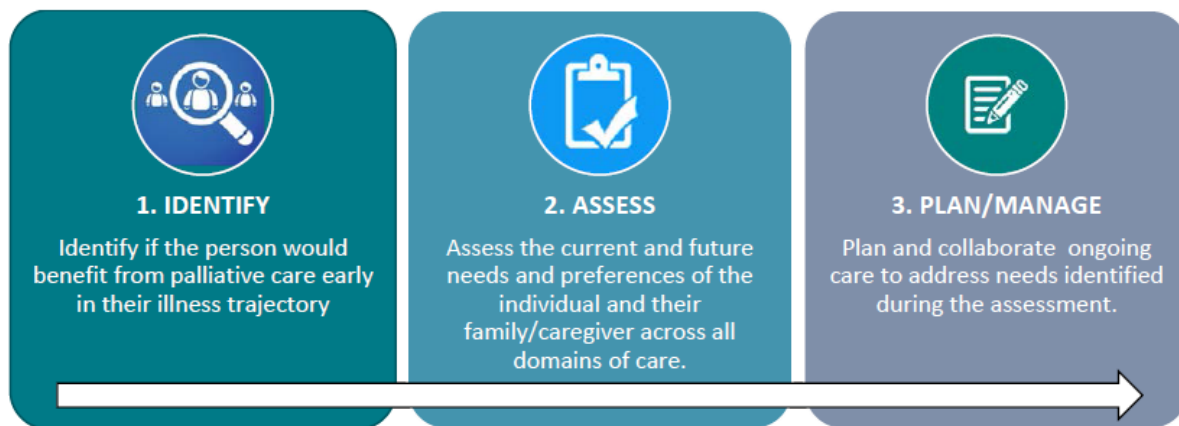 1. IDENTIFY
Identify if the person would
benefit from palliative care early
in their illness trajectory
2. ASSESS
Assess the current and future
needs and preferences of the
individual and their
family/caregiver across all
domains of care.
3. PLAN/MANAGE
Plan and collaborate  ongoing
care to address needs identified
during the assessment.